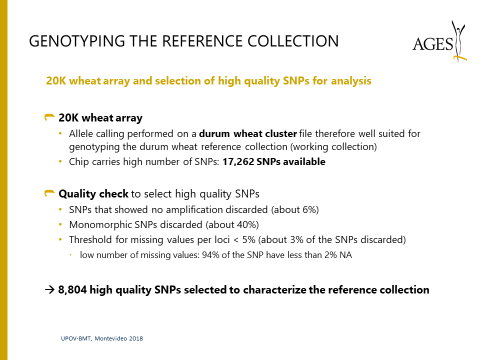 GENOTYPING THE REFERENCE COLLECTION
AGES
20K wheat array and selection of high quality SNPs for analysis
20K wheat array
• Allele calling performed on a durum wheat cluster file therefore well suited for
genotyping the durum wheat reference collection (working collection)
• Chip carries high number of SNPs: 17,262 SNPs available
Quality check to select high quality SNPs
• SNPs that showed no amplification discarded (about 6%)
• Monomorphic SNPs discarded (about 40%)
• Threshold for missing values per loci < 5% (about 3% of the SNPs discarded)
• low number of missing values: 94% of the SNP have less than 2% NA
→ 8,804 high quality SNPs selected to characterize the reference collection
UPOV-BMT, Montevideo 2018